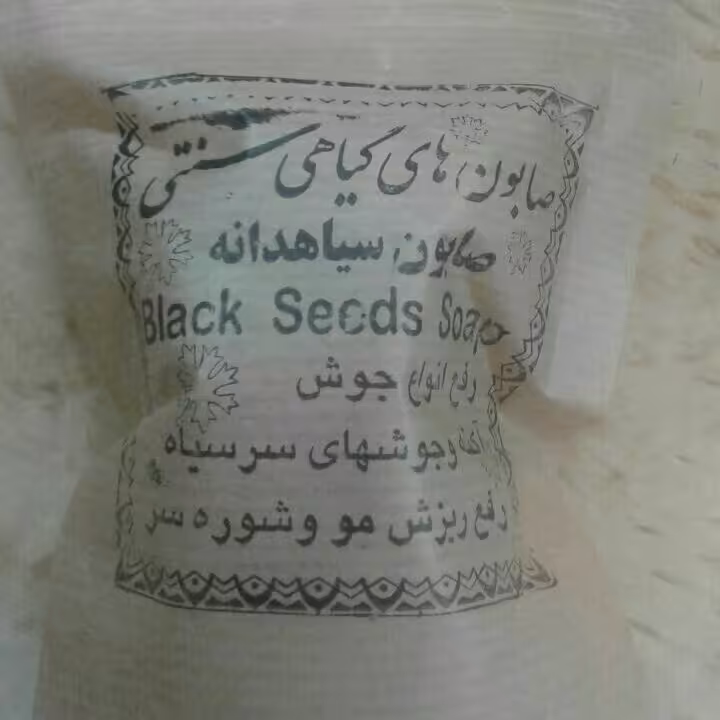 صابون های گیاهی سنتی
صابون سیاهدانه
Black Seeds Soap
رفع انواع جوش
آکنه وجوشهای سرسیاه
رفع ریزش مو وشوره سر